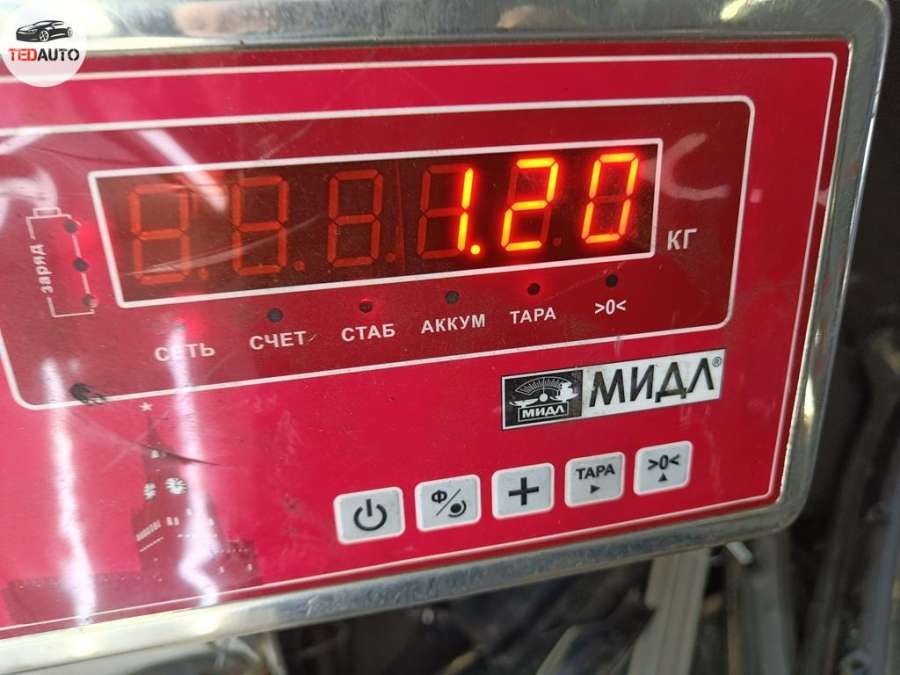 TEDAUTO
заряд
1.20
КГ
СЕТЬ СЧЕТ СТАБ АККУМ ТАРА >0<
МИДЛ МИДЛ®
Ф/ + ТАРА >0<